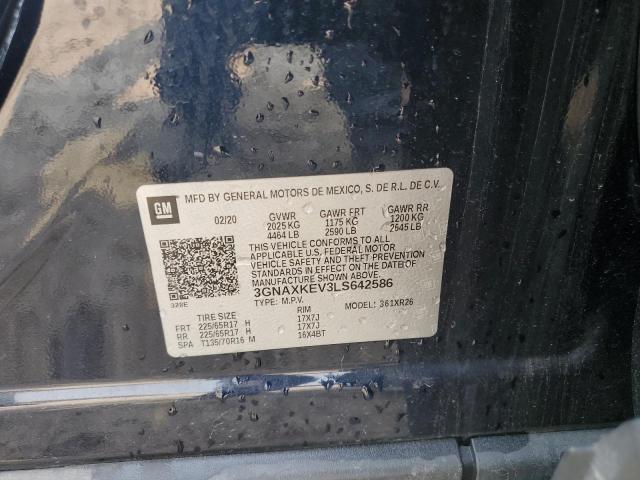 MFD BY GENERAL MOTORS DE MEXICO, S. DE R.L. DE C.V.
GM
02/20 GVWR GAWR FRT GAWR RR
2025 KG 1175 KG 1200 KG
4464 LB 2590 LB 2645 LB
THIS VEHICLE CONFORMS TO ALL
APPLICABLE U.S. FEDERAL MOTOR
VEHICLE SAFETY AND THEFT
PREVENTION STANDARDS IN EFFECT
ON THE DATE OF MANUFACTURE
SHOWN ABOVE.
3GNAXKEV3LS642586
TYPE: M.P.V. MODEL: 361XR26
TIRE SIZE RIM
FRT 225/65R17 H 17X7J
RR 225/65R17 H 17X7J
SPA T135/70R16 M 16X4BT